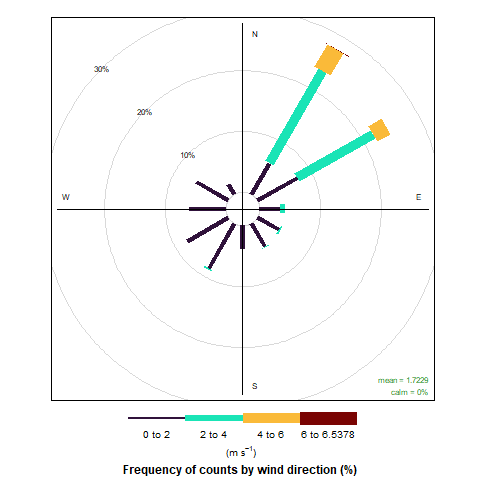 N
30%
20%
10%
W
E
S
mean = 1.7229
calm = 0%
0 to 2
2 to 4
4 to 6
6 to 6.5378
(m s⁻¹)
Frequency of counts by wind direction (%)